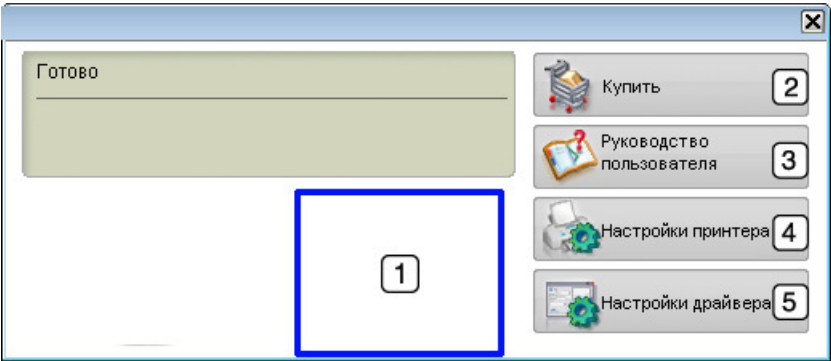 Готово
Купить 2
Руководство
пользователя 3
Настройки принтера 4
1
Настройки драйвера 5